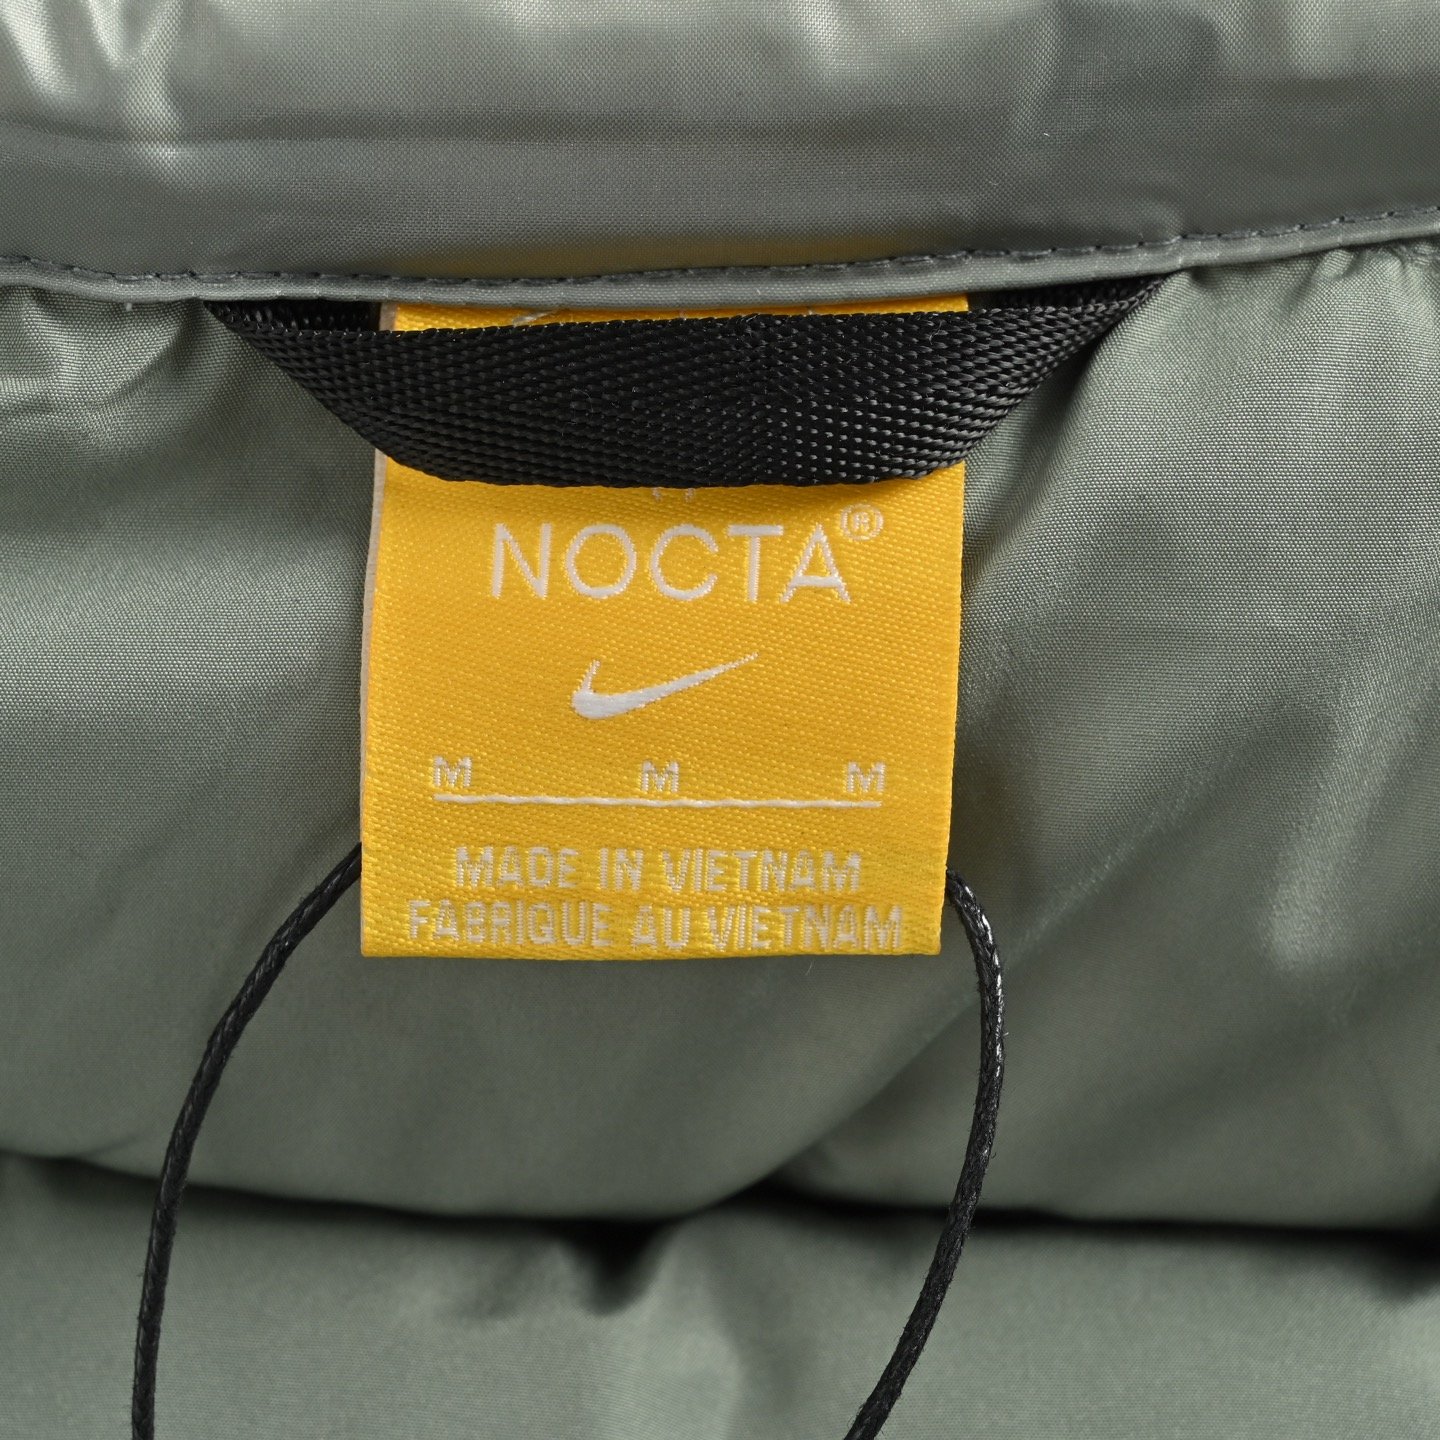 NOCTA®
M M M
MADE IN VIETNAM
FABRIQUE AU VIETNAM